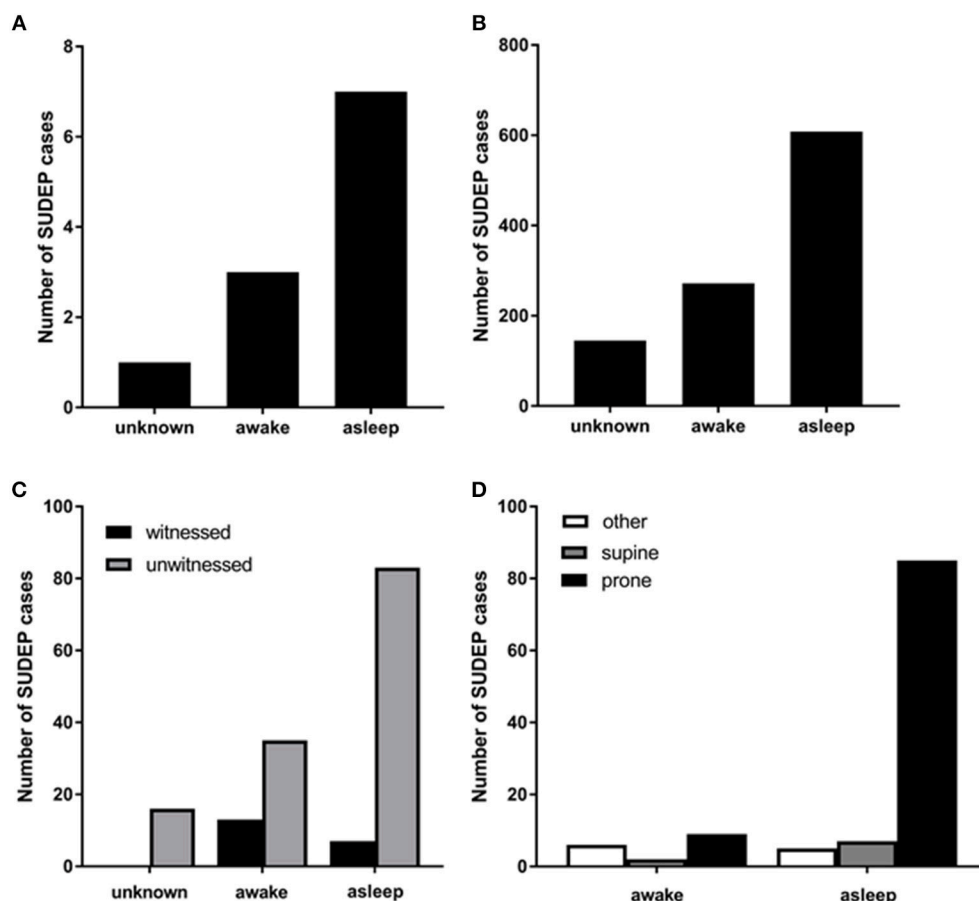 A
Number of SUDEP cases
8
6
4
2
0
unknown awake asleep
B
Number of SUDEP cases
800
600
400
200
0
unknown awake asleep
C
Number of SUDEP cases
100
80
60
40
20
0
witnessed
unwitnessed
unknown awake asleep
D
Number of SUDEP cases
100
80
60
40
20
0
other
supine
prone
awake asleep